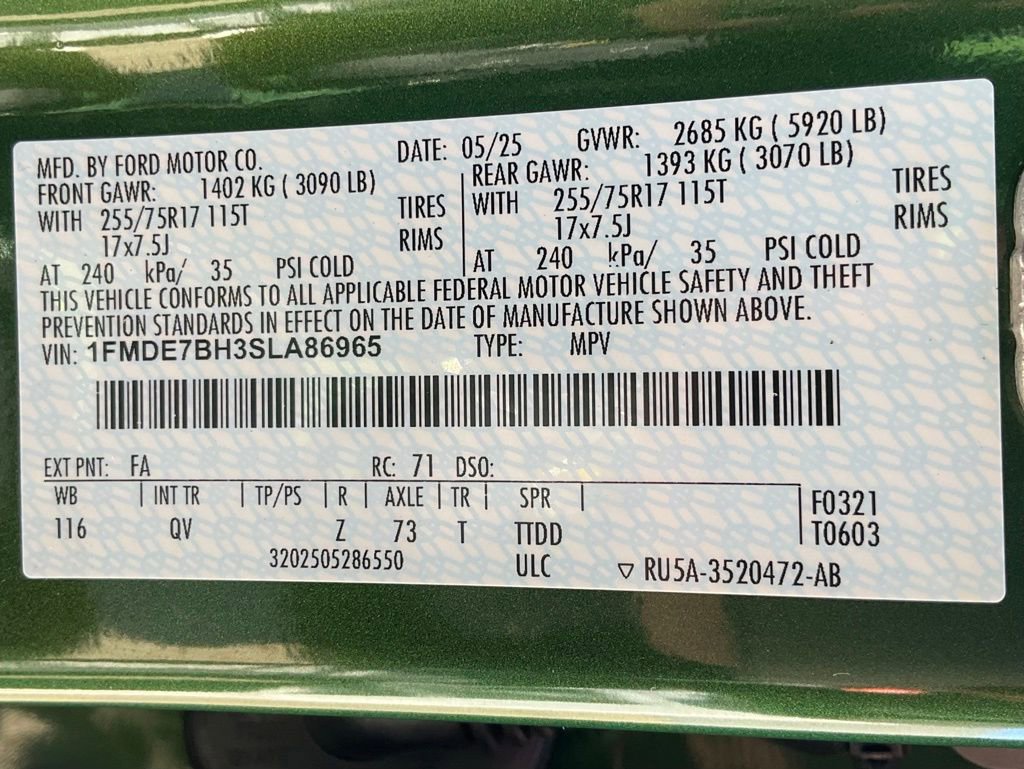 MFD. BY FORD MOTOR CO. DATE: 05/25 GVWR: 2685 KG ( 5920 LB)
FRONT GAWR: 1402 KG ( 3090 LB) REAR GAWR: 1393 KG ( 3070 LB)
WITH 255/75R17 115T TIRES WITH 255/75R17 115T TIRES
17x7.5J RIMS 17x7.5J RIMS
AT 240 kPa/ 35 PSI COLD AT 240 kPa/ 35 PSI COLD
THIS VEHICLE CONFORMS TO ALL APPLICABLE FEDERAL MOTOR VEHICLE SAFETY AND THEFT
PREVENTION STANDARDS IN EFFECT ON THE DATE OF MANUFACTURE SHOWN ABOVE.
VIN: 1FMDE7BH3SLA86965 TYPE: MPV
EXT PNT: FA RC: 71 DSO:
WB INT TR TP/PS R AXLE TR SPR F0321
116 QV Z 73 T TTDD T0603
3202505286550 ULC ▽ RU5A-3520472-AB